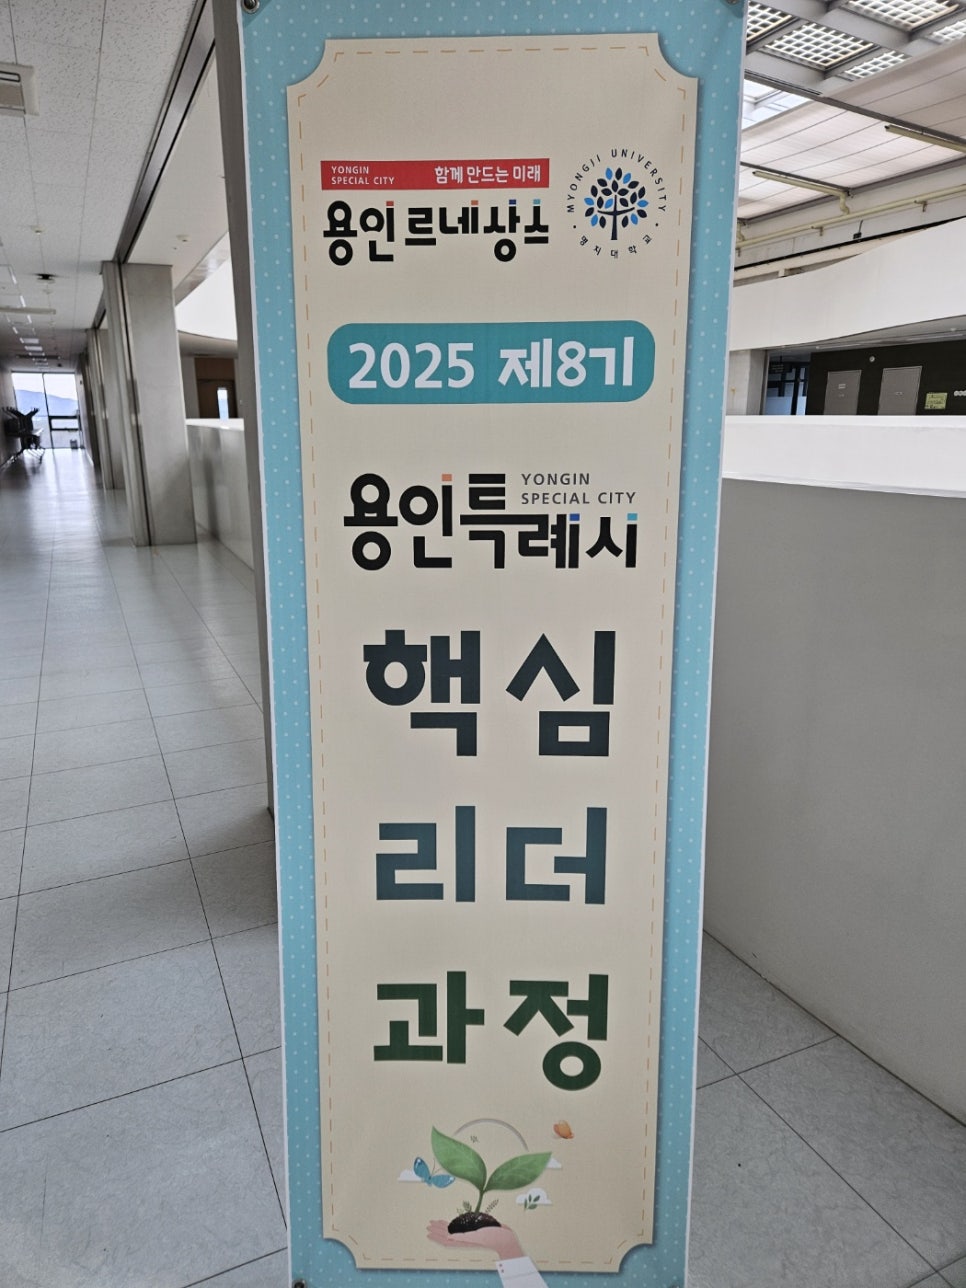 YONGIN
SPECIAL CITY
함께 만드는 미래
용인 르네상스
MYONGJI UNIVERSITY
명지대학교
2025 제8기
용인특례시
YONGIN
SPECIAL CITY
핵심
리더
과정